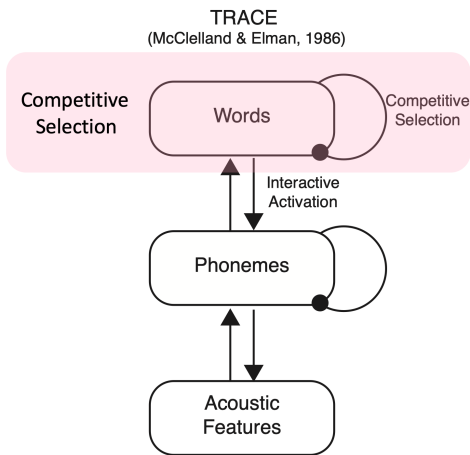 TRACE
(McClelland & Elman, 1986)
Competitive
Selection
Words
Competitive
Selection
Interactive
Activation
Phonemes
Acoustic
Features